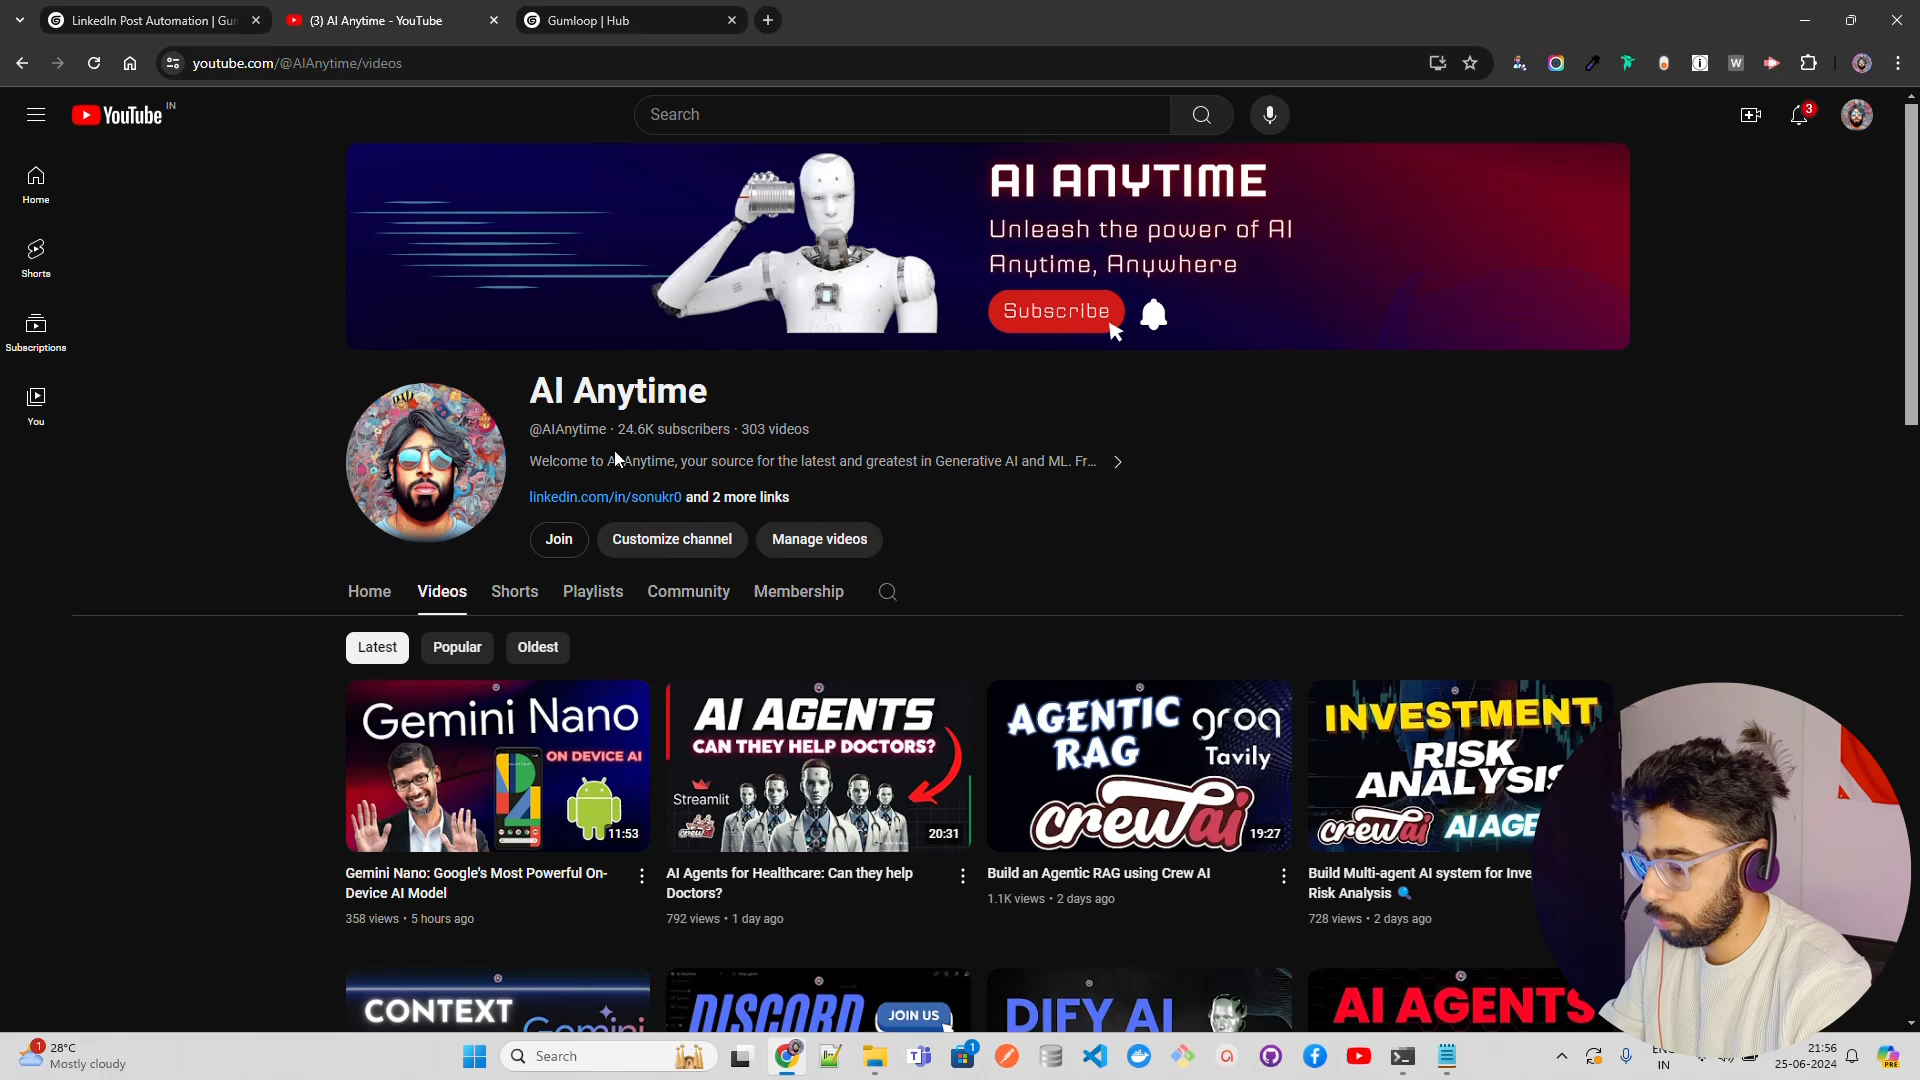 LinkedIn Post Automation | Gum
(3) AI Anytime - YouTube
Gumloop | Hub
youtube.com/@AIAnytime/videos
YouTube IN
Search
3
AI ANYTIME
Unleash the power of AI
Anytime, Anywhere
Subscribe
Home
Shorts
Subscriptions
You
AI Anytime
@AIAnytime · 24.6K subscribers · 303 videos
Welcome to AI Anytime, your source for the latest and greatest in Generative AI and ML. Fr...
linkedin.com/in/sonukr0 and 2 more links
Join Customize channel Manage videos
Home Videos Shorts Playlists Community Membership
Latest Popular Oldest
Gemini Nano
ON DEVICE AI
11:53
AI AGENTS
CAN THEY HELP DOCTORS?
Streamlit
crewai
20:31
AGENTIC
RAG
groq
Tavily
crewai
19:27
INVESTMENT
RISK
ANALYSIS
crewai AI AGE
Gemini Nano: Google's Most Powerful On-
Device AI Model
358 views • 5 hours ago
AI Agents for Healthcare: Can they help
Doctors?
792 views • 1 day ago
Build an Agentic RAG using Crew AI
1.1K views • 2 days ago
Build Multi-agent AI system for Inve
Risk Analysis
728 views • 2 days ago
CONTEXT
Gemini
DISCORD
JOIN US
DIFY AI
AI AGENTS
1
28°C
Mostly cloudy
Search
1
ENG
IN
21:56
25-06-2024
PRE